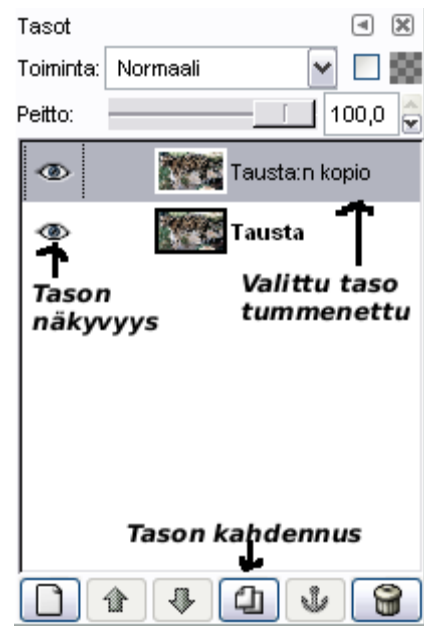 Tasot
Toiminta: Normaali
Peitto: 100,0
Tausta:n kopio
Tausta
Tason
näkyvyys
Valittu taso
tummenettu
Tason kahdennus